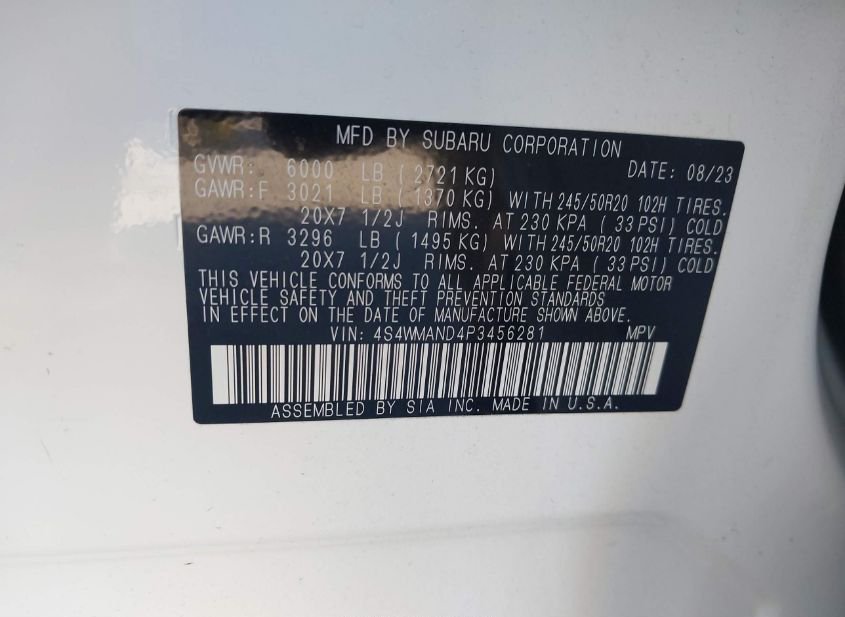 MFD BY SUBARU CORPORATION
GVWR: 6000 LB ( 2721 KG) DATE: 08/23
GAWR:F 3021 LB ( 1370 KG) WITH 245/50R20 102H TIRES.
20X7 1/2J RIMS. AT 230 KPA ( 33 PSI) COLD
GAWR:R 3296 LB ( 1495 KG) WITH 245/50R20 102H TIRES.
20X7 1/2J RIMS. AT 230 KPA ( 33 PSI) COLD
THIS VEHICLE CONFORMS TO ALL APPLICABLE FEDERAL MOTOR
VEHICLE SAFETY AND THEFT PREVENTION STANDARDS
IN EFFECT ON THE DATE OF MANUFACTURE SHOWN ABOVE.
VIN: 4S4WMAND4P3456281 MPV
ASSEMBLED BY SIA INC. MADE IN U.S.A.